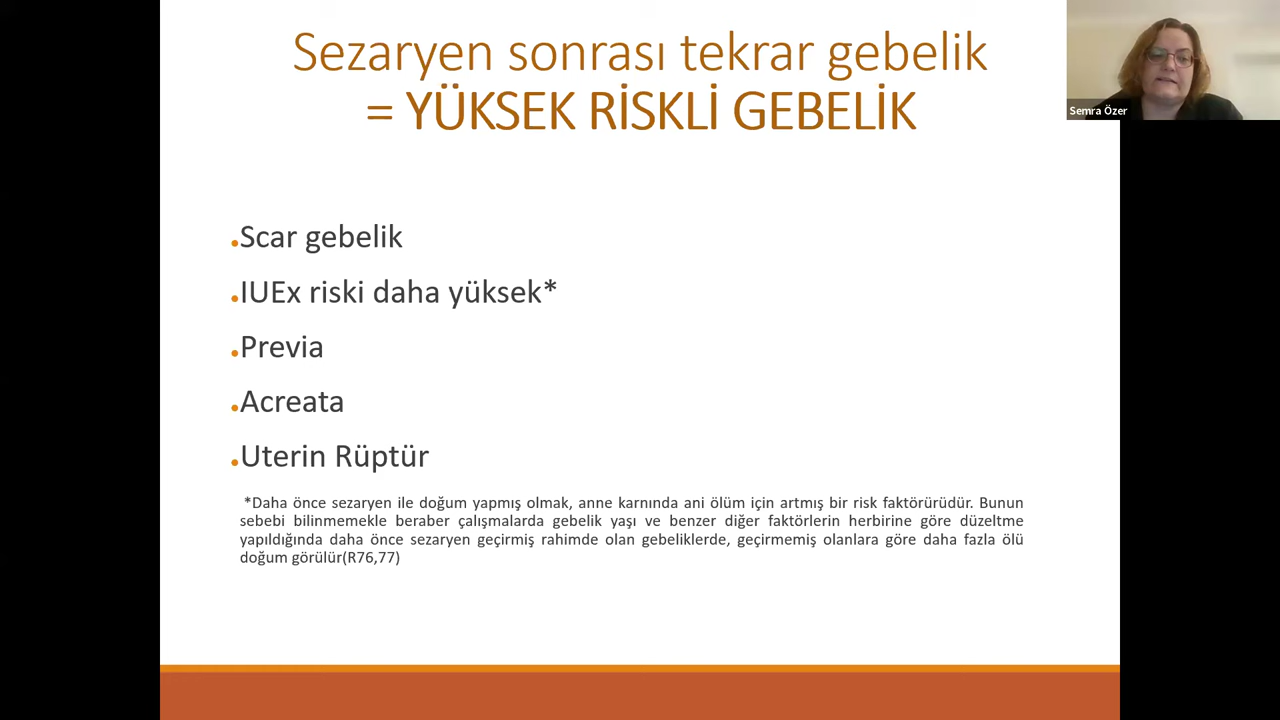 Sezaryen sonrası tekrar gebelik
= YÜKSEK RİSKLİ GEBELİK
Semra Özer
•Scar gebelik
•IUEx riski daha yüksek*
•Previa
•Acreata
•Uterin Rüptür
*Daha önce sezaryen ile doğum yapmış olmak, anne karnında ani ölüm için artmış bir risk faktörürüdür. Bunun
sebebi bilinmemekle beraber çalışmalarda gebelik yaşı ve benzer diğer faktörlerin herbirine göre düzeltme
yapıldığında daha önce sezaryen geçirmiş rahimde olan gebeliklerde, geçirmemiş olanlara göre daha fazla ölü
doğum görülür(R76,77)